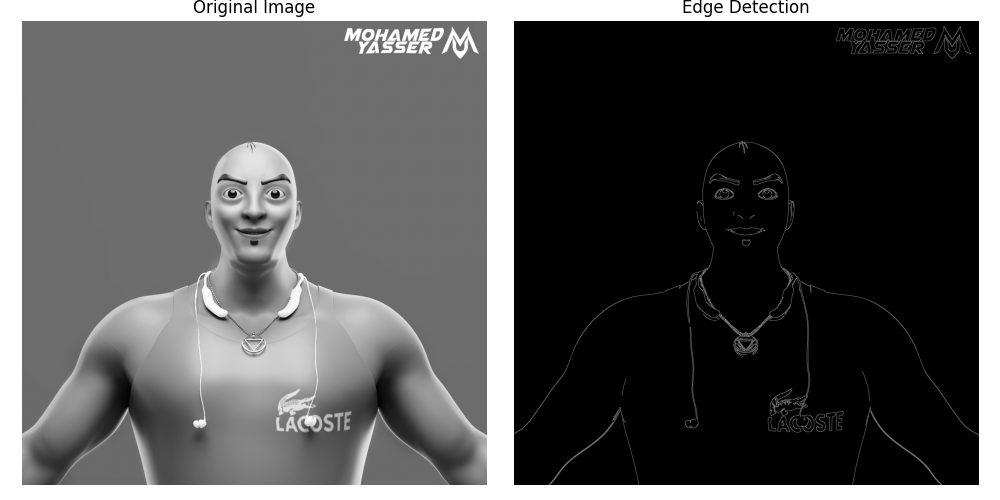 Original Image
Edge Detection
MOHAMED
YASSER
MOHAMED
YASSER
LACOSTE
LACOSTE